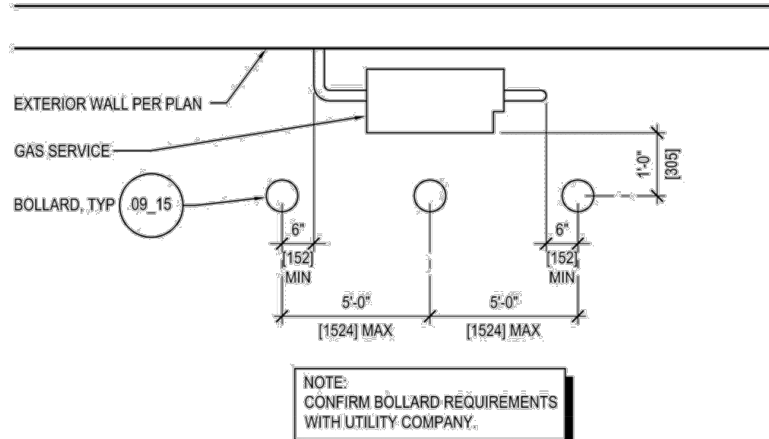 EXTERIOR WALL PER PLAN
GAS SERVICE
1'-0"
[305]
BOLLARD, TYP
09_15
6"
[152]
MIN
6"
[152]
MIN
5'-0"
[1524] MAX
5'-0"
[1524] MAX
NOTE:
CONFIRM BOLLARD REQUIREMENTS
WITH UTILITY COMPANY.